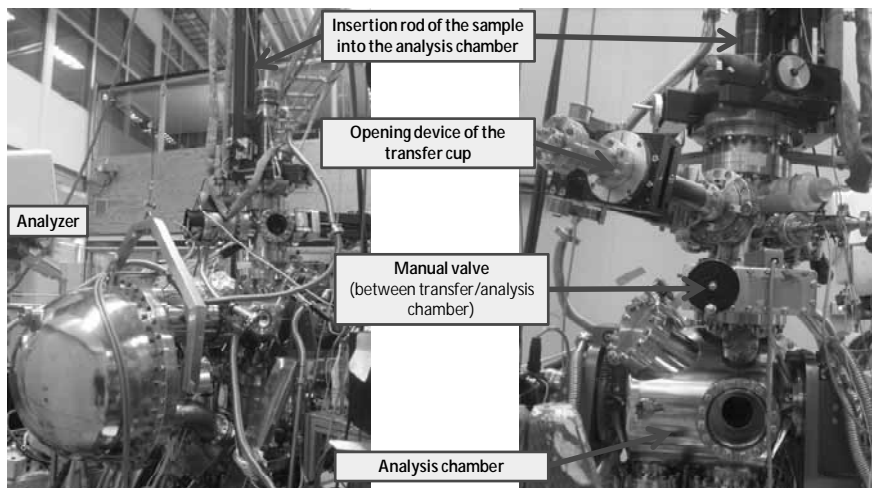 Insertion rod of the sample
into the analysis chamber
Opening device of the
transfer cup
Analyzer
Manual valve
(between transfer/analysis
chamber)
Analysis chamber